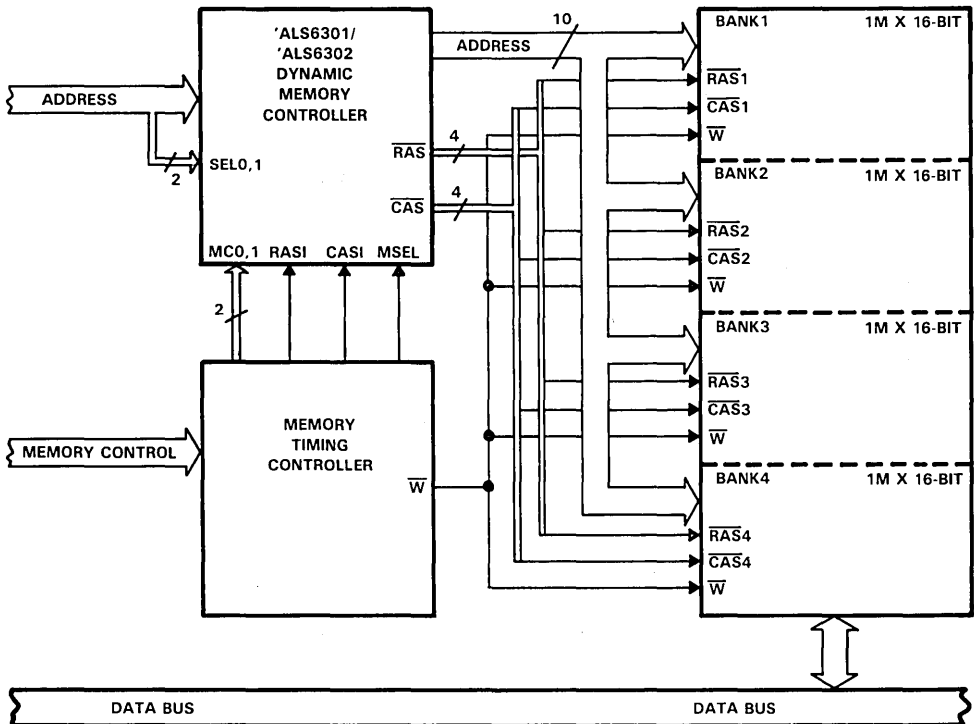 'ALS6301/
'ALS6302
DYNAMIC
MEMORY
CONTROLLER
ADDRESS
2
SEL0,1
RAS
4
CAS
4
MC0,1 RASI CASI MSEL
2
10
ADDRESS
MEMORY
TIMING
CONTROLLER
MEMORY CONTROL
W
BANK1 1M X 16-BIT
RAS1
CAS1
W
BANK2 1M X 16-BIT
RAS2
CAS2
W
BANK3 1M X 16-BIT
RAS3
CAS3
W
BANK4 1M X 16-BIT
RAS4
CAS4
W
DATA BUS DATA BUS